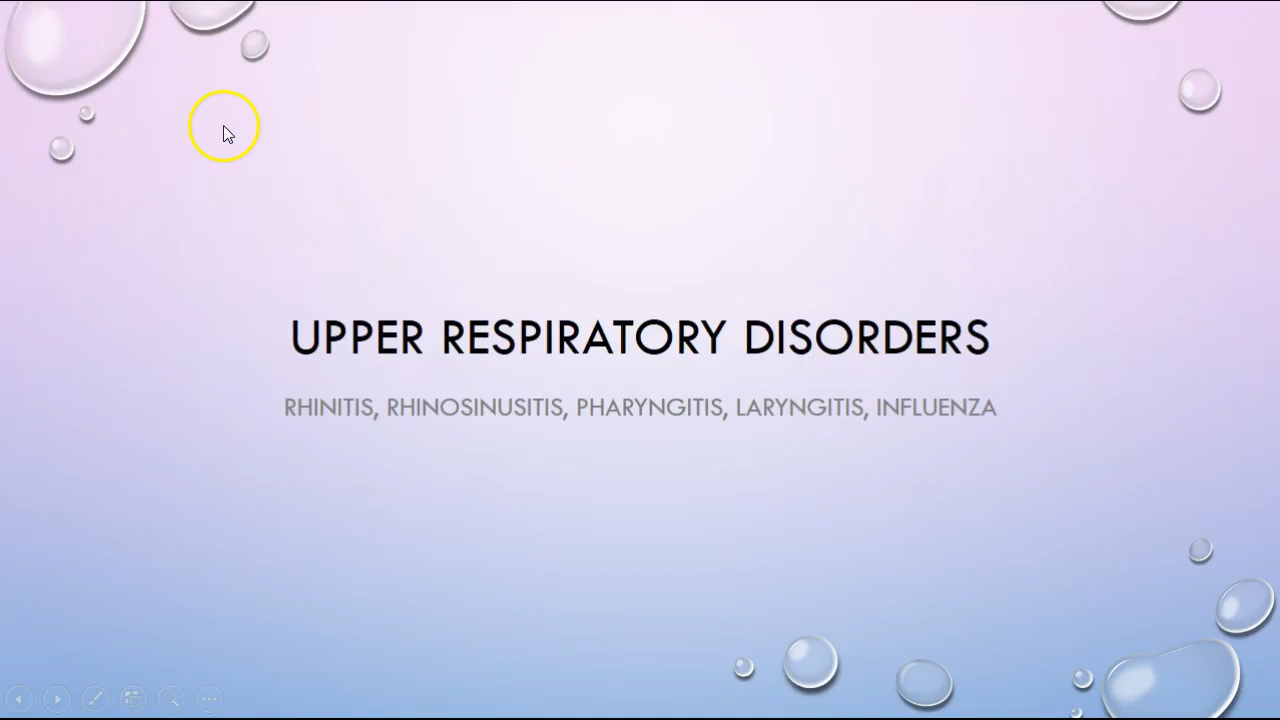 UPPER RESPIRATORY DISORDERS
RHINITIS, RHINOSINUSITIS, PHARYNGITIS, LARYNGITIS, INFLUENZA